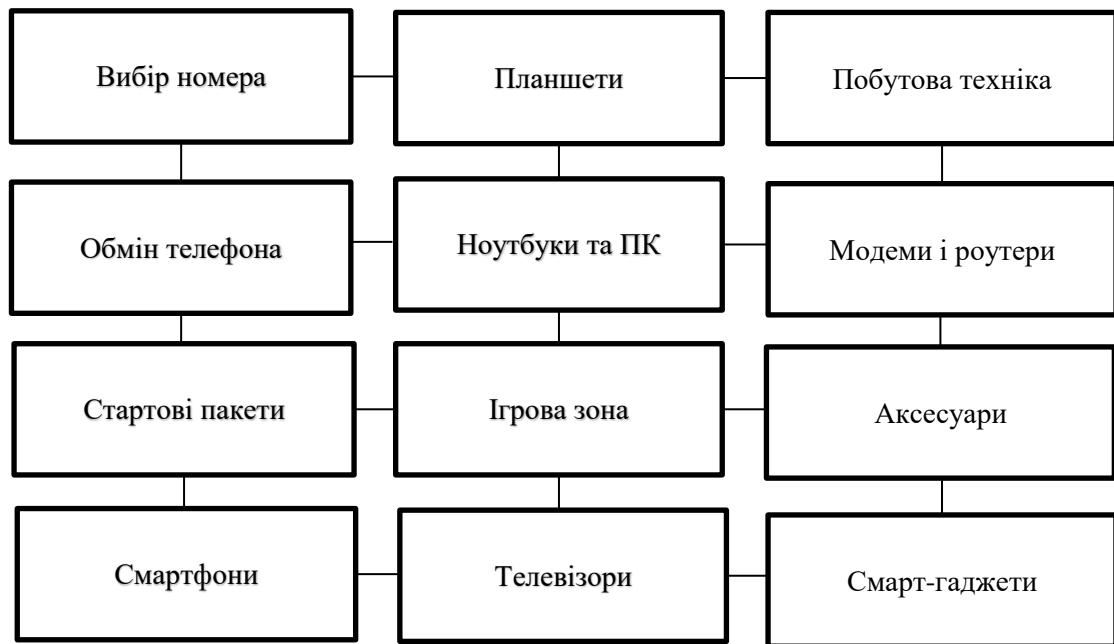 Вибір номера
Планшети
Побутова техніка
Обмін телефона
Ноутбуки та ПК
Модеми і роутери
Стартові пакети
Ігрова зона
Аксесуари
Смартфони
Телевізори
Смарт-гаджети